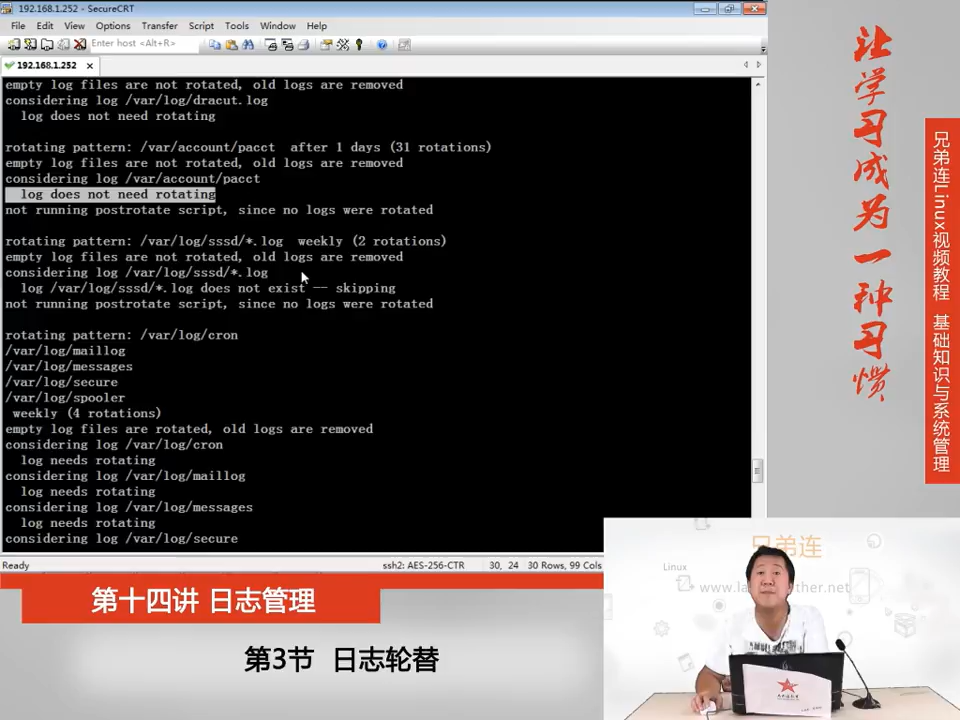 192.168.1.252 - SecureCRT
File Edit View Options Transfer Script Tools Window Help
Enter host <Alt+R>
192.168.1.252
empty log files are not rotated, old logs are removed
considering log /var/log/dracut.log
log does not need rotating
rotating pattern: /var/account/pacct  after 1 days (31 rotations)
empty log files are not rotated, old logs are removed
considering log /var/account/pacct
log does not need rotating
not running postrotate script, since no logs were rotated
rotating pattern: /var/log/sssd/*.log  weekly (2 rotations)
empty log files are not rotated, old logs are removed
considering log /var/log/sssd/*.log
log /var/log/sssd/*.log does not exist -- skipping
not running postrotate script, since no logs were rotated
rotating pattern: /var/log/cron
/var/log/maillog
/var/log/messages
/var/log/secure
/var/log/spooler
weekly (4 rotations)
empty log files are rotated, old logs are removed
considering log /var/log/cron
log needs rotating
considering log /var/log/maillog
log needs rotating
considering log /var/log/messages
log needs rotating
considering log /var/log/secure
Ready
ssh2: AES-256-CTR
30, 24
30 Rows, 99 Cols
让学习成为一种习惯
兄弟连Linux视频教程 基础知识与系统管理
第十四讲 日志管理
第3节 日志轮替
兄弟连
Linux